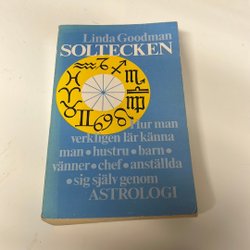 Linda Goodman
SOLTECKEN
Hur man
verkligen lär känna
man • hustru • barn •
vänner • chef • anställda
• sig själv genom
ASTROLOGI